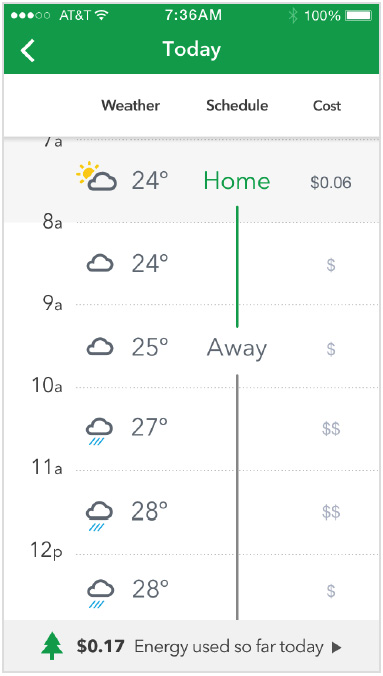 AT&T 7:36AM 100%
Today
Weather Schedule Cost
7a
24° Home $0.06
8a
24° $
9a
25° Away $
10a
27° $$
11a
28° $$
12p
28° $
$0.17 Energy used so far today